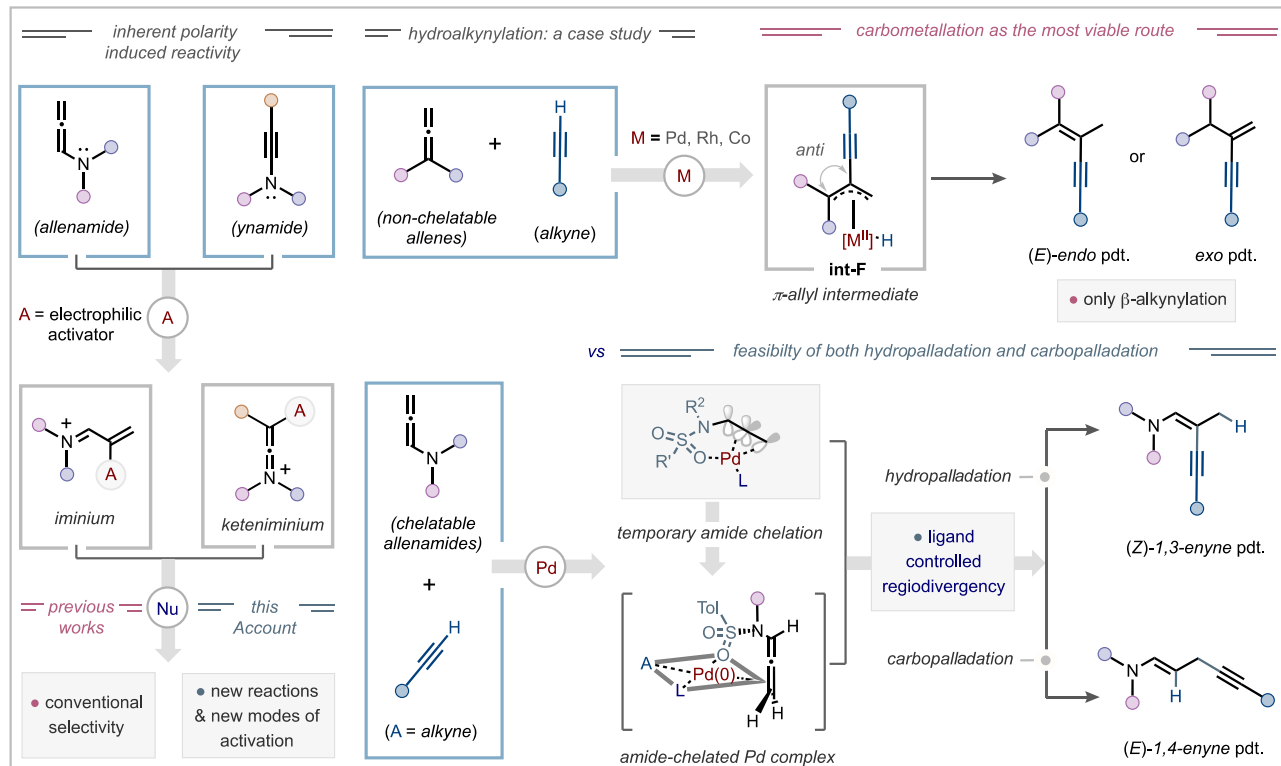 inherent polarity
induced reactivity
hydroalkynylation: a case study
carbometallation as the most viable route
N
(allenamide)
N
(ynamide)
(non-chelatable
allenes)
+
H
(alkyne)
M = Pd, Rh, Co
M
anti
[M^II]
H
int-F
π-allyl intermediate
or
(E)-endo pdt.
exo pdt.
• only β-alkynylation
A = electrophilic
activator
A
vs
feasibilty of both hydropalladation and carbopalladation
+
N
A
iminium
A
N
+
keteniminium
N
(chelatable
allenamides)
+
H
(A = alkyne)
Pd
R²
N
O
S
R'
O
Pd
L
temporary amide chelation
Tol
O
S
N
H
O
A
Pd(0)
L
H
H
amide-chelated Pd complex
• ligand
controlled
regiodivergency
hydropalladation
N
H
(Z)-1,3-enyne pdt.
carbopalladation
N
H
(E)-1,4-enyne pdt.
previous
works
Nu
this
Account
• conventional
selectivity
• new reactions
& new modes of
activation